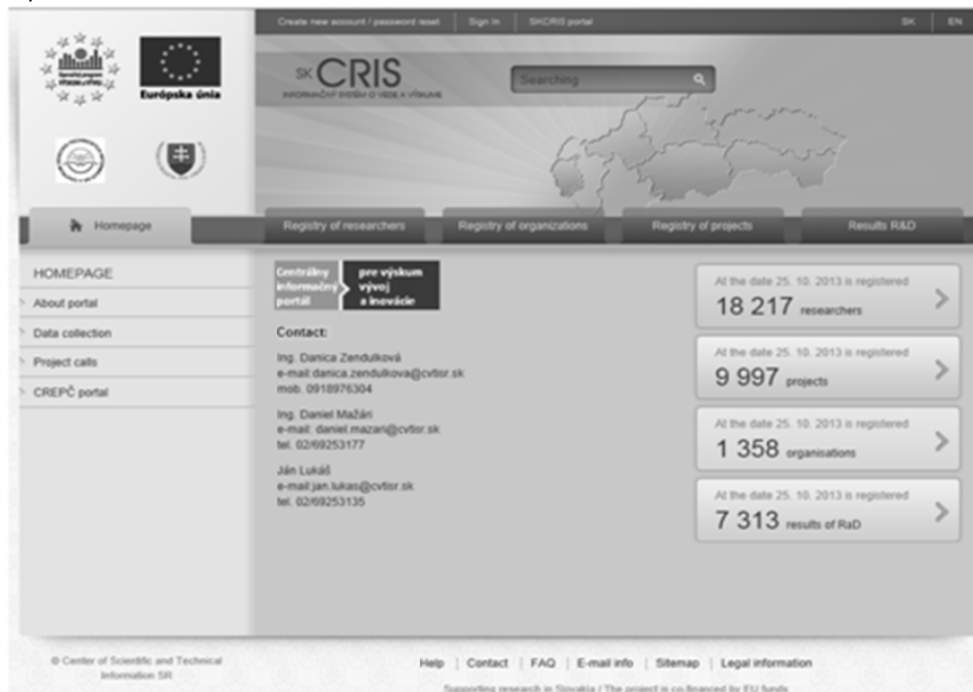 Create new account / password reset
Sign In
SKCRIS portal
SK
EN
Európska únia
SK CRIS
INFORMAČNÝ SYSTÉM O VEDE A VÝSKUME
Searching
Homepage
Registry of researchers
Registry of organizations
Registry of projects
Results R&D
HOMEPAGE
About portal
Data collection
Project calls
CREPČ portal
Centrálny
informačný
portál
pre výskum
vývoj
a inovácie
Contact:
Ing. Danica Zendulková
e-mail:danica.zendulkova@cvtisr.sk
mob. 0918976304
Ing. Daniel Mažári
e-mail: daniel.mazari@cvtisr.sk
tel. 02/69253177
Ján Lukáš
e-mail:jan.lukas@cvtisr.sk
tel. 02/69253135
At the date 25. 10. 2013 is registered
18 217 researchers
At the date 25. 10. 2013 is registered
9 997 projects
At the date 25. 10. 2013 is registered
1 358 organisations
At the date 25. 10. 2013 is registered
7 313 results of RaD
© Center of Scientific and Technical
Information SR
Help | Contact | FAQ | E-mail info | Sitemap | Legal information
Supporting research in Slovakia / The project is co-financed by EU funds